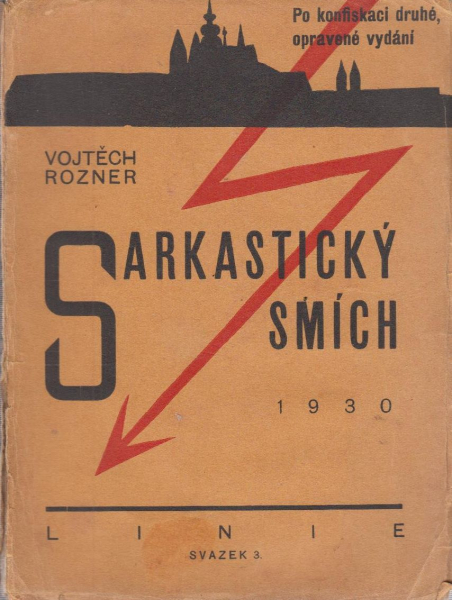 Po konfiskaci druhé,
opravené vydání
VOJTĚCH
ROZNER
SARKASTICKÝ
SMÍCH
1930
LINIE
SVAZEK 3.